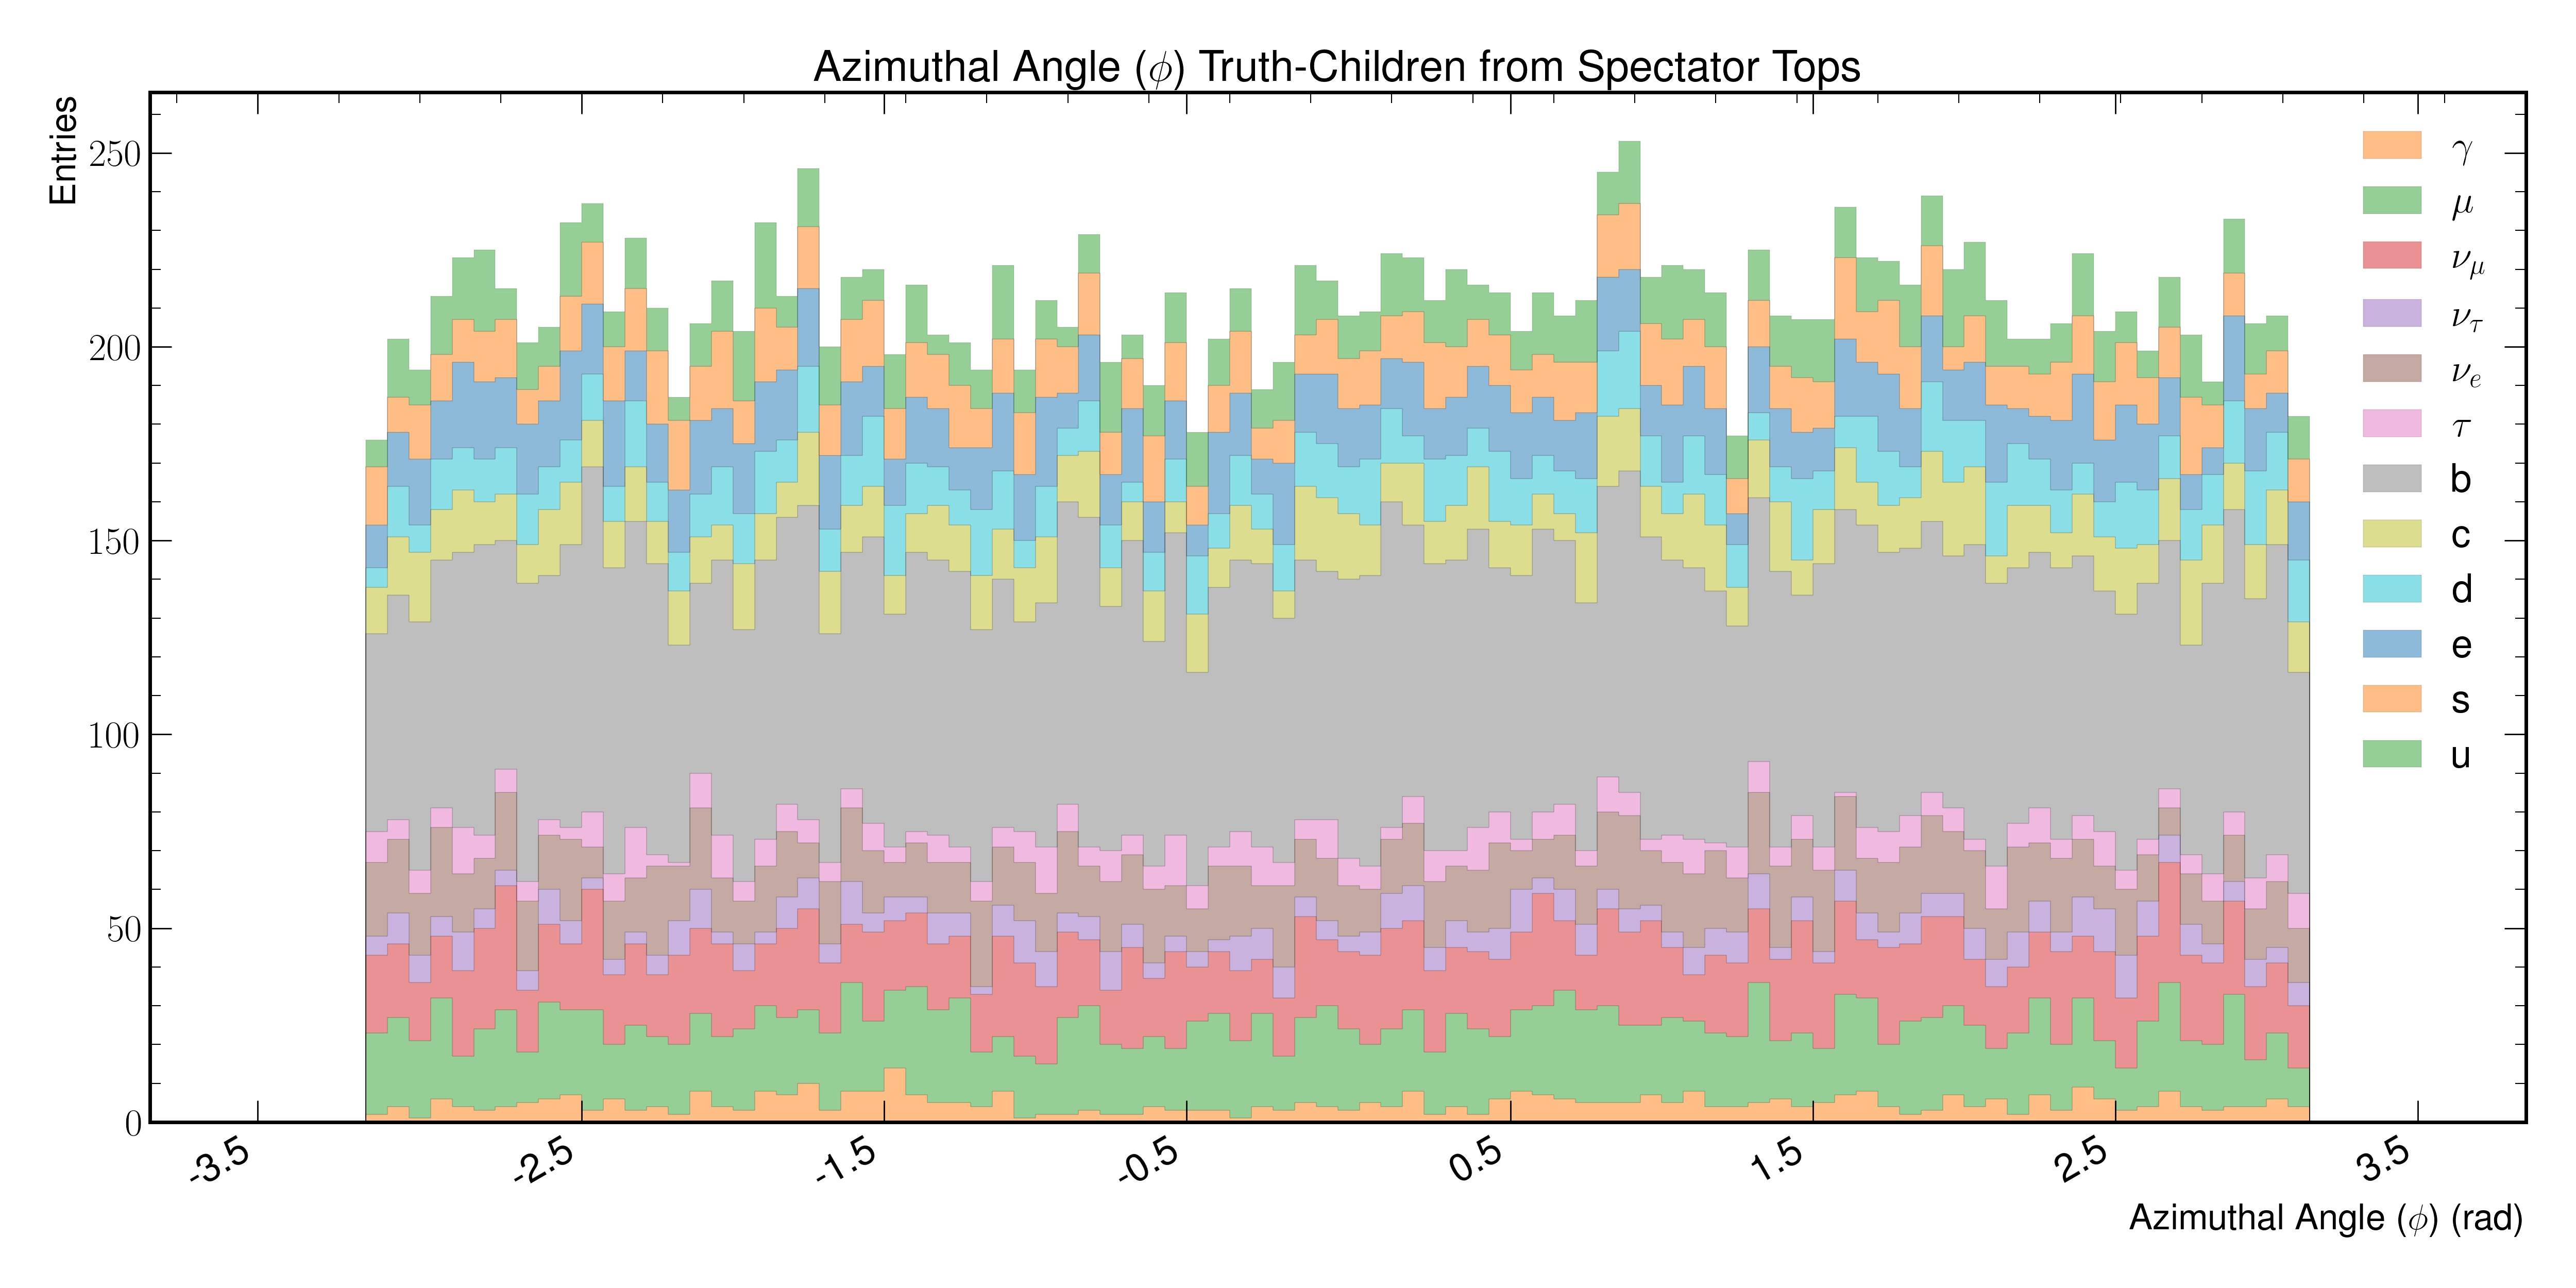 Azimuthal Angle (ϕ) Truth-Children from Spectator Tops
Entries
250
200
150
100
50
0
γ
μ
ν_μ
ν_τ
ν_e
τ
b
c
d
e
s
u
-3.5 -2.5 -1.5 -0.5 0.5 1.5 2.5 3.5
Azimuthal Angle (ϕ) (rad)